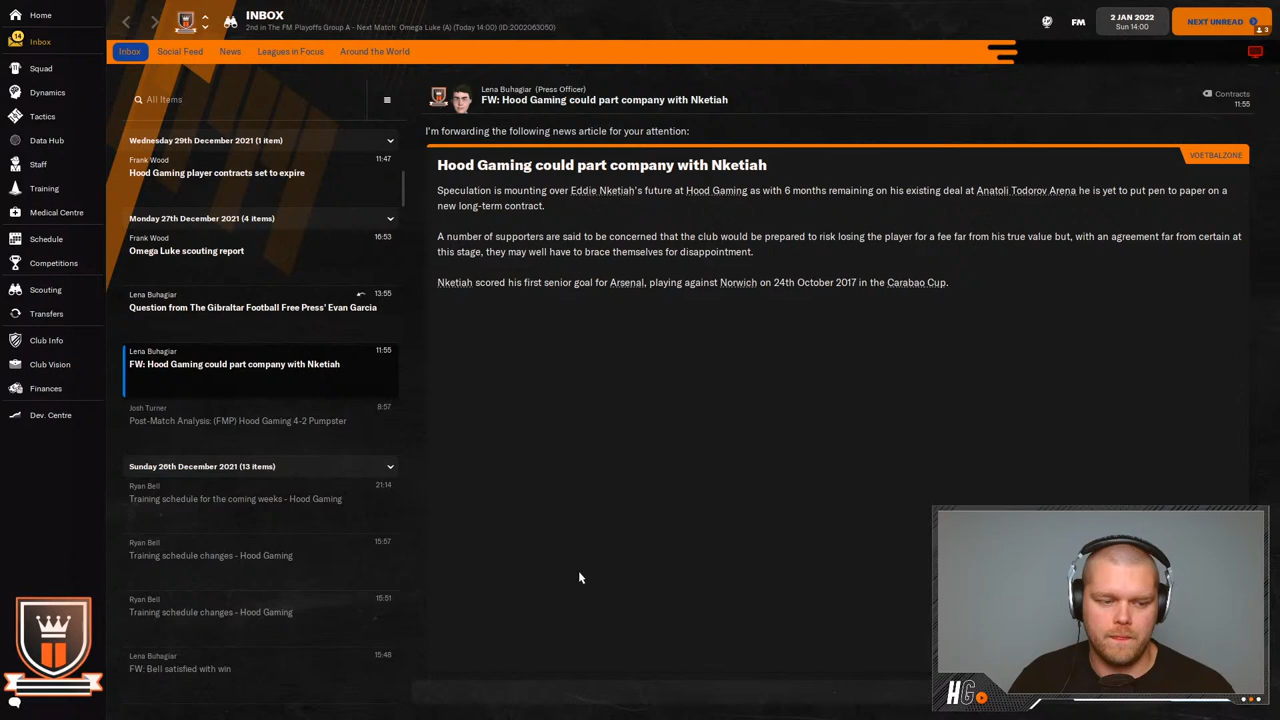 Home
14
Inbox
Squad
Dynamics
Tactics
Data Hub
Staff
Training
Medical Centre
Schedule
Competitions
Scouting
Transfers
Club Info
Club Vision
Finances
Dev. Centre
INBOX
2nd in The FM Playoffs Group A - Next Match: Omega Luke (A) (Today 14:00) (ID:2002063050)
FM
2 JAN 2022
Sun 14:00
NEXT UNREAD
3
Inbox
Social Feed
News
Leagues in Focus
Around the World
All Items
Wednesday 29th December 2021 (1 item)
Frank Wood
11:47
Hood Gaming player contracts set to expire
Monday 27th December 2021 (4 items)
Frank Wood
16:53
Omega Luke scouting report
Lena Buhagiar
13:55
Question from The Gibraltar Football Free Press' Evan Garcia
Lena Buhagiar
11:55
FW: Hood Gaming could part company with Nketiah
Josh Turner
8:57
Post-Match Analysis: (FMP) Hood Gaming 4-2 Pumpster
Sunday 26th December 2021 (13 items)
Ryan Bell
21:14
Training schedule for the coming weeks - Hood Gaming
Ryan Bell
15:57
Training schedule changes - Hood Gaming
Ryan Bell
15:51
Training schedule changes - Hood Gaming
Lena Buhagiar
15:48
FW: Bell satisfied with win
Lena Buhagiar (Press Officer)
FW: Hood Gaming could part company with Nketiah
Contracts
11:55
I'm forwarding the following news article for your attention:
Hood Gaming could part company with Nketiah
VOETBALZONE
Speculation is mounting over Eddie Nketiah's future at Hood Gaming as with 6 months remaining on his existing deal at Anatoli Todorov Arena he is yet to put pen to paper on a
new long-term contract.
A number of supporters are said to be concerned that the club would be prepared to risk losing the player for a fee far from his true value but, with an agreement far from certain at
this stage, they may well have to brace themselves for disappointment.
Nketiah scored his first senior goal for Arsenal, playing against Norwich on 24th October 2017 in the Carabao Cup.
HG